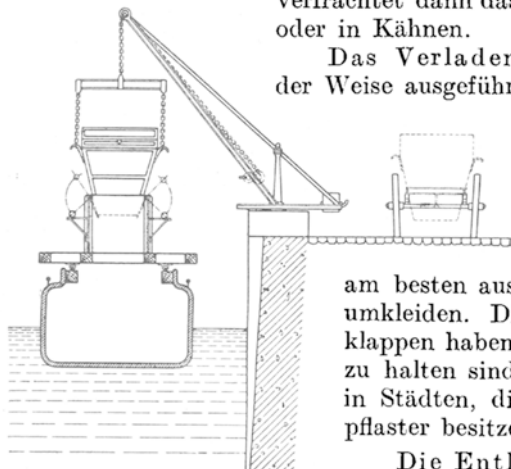 verfrachtet dann das
oder in Kähnen.
Das Verladen
der Weise ausgeführ
am besten aus
umkleiden. D
klappen haben
zu halten sind
in Städten, di
pflaster besitze
Die Entl